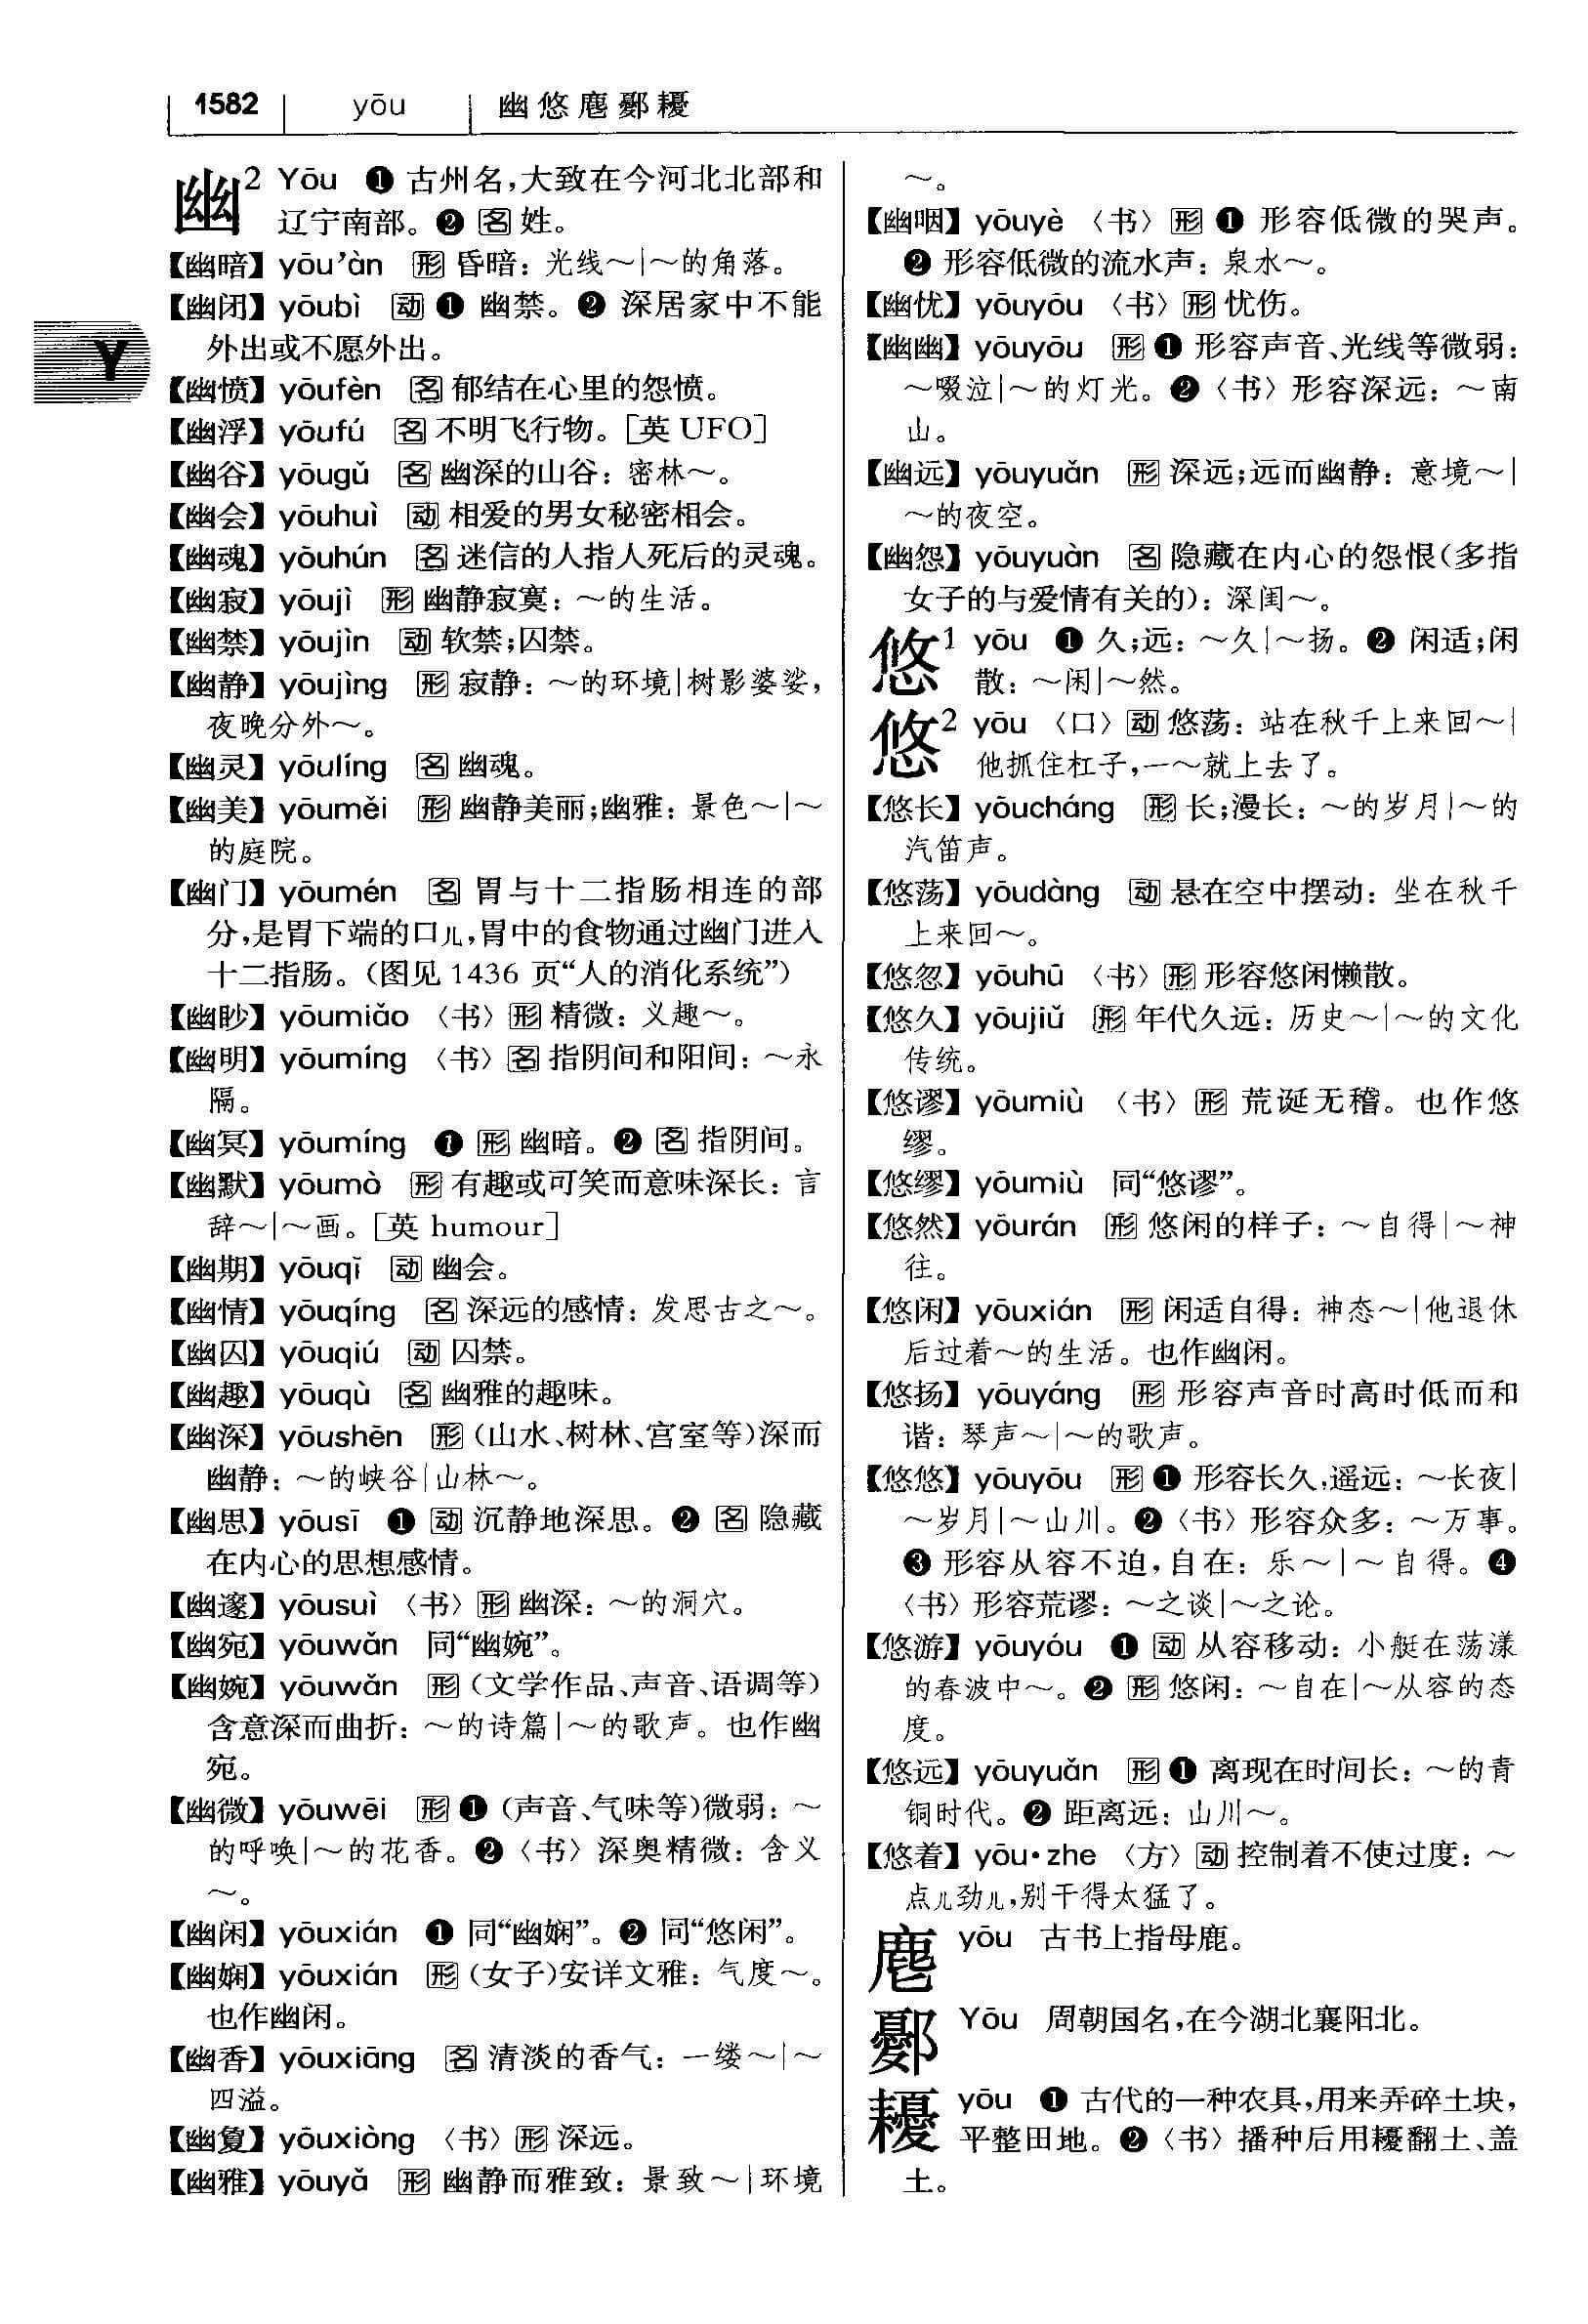 1582 yōu 幽悠麀鄾耰
Y
幽² Yōu ❶ 古州名,大致在今河北北部和
辽宁南部。❷ 名 姓。
【幽暗】 yōu'àn 形 昏暗：光线～|～的角落。
【幽闭】 yōubì 动 ❶ 幽禁。❷ 深居家中不能
外出或不愿外出。
【幽愤】 yōufèn 名 郁结在心里的怨愤。
【幽浮】 yōufú 名 不明飞行物。[英 UFO]
【幽谷】 yōugǔ 名 幽深的山谷：密林～。
【幽会】 yōuhuì 动 相爱的男女秘密相会。
【幽魂】 yōuhún 名 迷信的人指人死后的灵魂。
【幽寂】 yōujì 形 幽静寂寞：～的生活。
【幽禁】 yōujìn 动 软禁;囚禁。
【幽静】 yōujìng 形 寂静：～的环境|树影婆娑,
夜晚分外～。
【幽灵】 yōulíng 名 幽魂。
【幽美】 yōuměi 形 幽静美丽;幽雅：景色～|～
的庭院。
【幽门】 yōumén 名 胃与十二指肠相连的部
分,是胃下端的口儿,胃中的食物通过幽门进入
十二指肠。(图见 1436 页“人的消化系统”)
【幽眇】 yōumiǎo 〈书〉 形 精微：义趣～。
【幽明】 yōumíng 〈书〉 名 指阴间和阳间：～永
隔。
【幽冥】 yōumíng ❶ 形 幽暗。❷ 名 指阴间。
【幽默】 yōumò 形 有趣或可笑而意味深长：言
辞～|～画。[英 humour]
【幽期】 yōuqī 动 幽会。
【幽情】 yōuqíng 名 深远的感情：发思古之～。
【幽囚】 yōuqiú 动 囚禁。
【幽趣】 yōuqù 名 幽雅的趣味。
【幽深】 yōushēn 形 (山水、树林、宫室等)深而
幽静：～的峡谷|山林～。
【幽思】 yōusī ❶ 动 沉静地深思。❷ 名 隐藏
在内心的思想感情。
【幽邃】 yōusuì 〈书〉 形 幽深：～的洞穴。
【幽宛】 yōuwǎn 同“幽婉”。
【幽婉】 yōuwǎn 形 (文学作品、声音、语调等)
含意深而曲折：～的诗篇|～的歌声。也作幽
宛。
【幽微】 yōuwēi 形 ❶ (声音、气味等)微弱：～
的呼唤|～的花香。❷〈书〉深奥精微：含义
～。
【幽闲】 yōuxián ❶ 同“幽娴”。❷ 同“悠闲”。
【幽娴】 yōuxián 形 (女子)安详文雅：气度～。
也作幽闲。
【幽香】 yōuxiāng 名 清淡的香气：一缕～|～
四溢。
【幽敻】 yōuxiòng 〈书〉 形 深远。
【幽雅】 yōuyǎ 形 幽静而雅致：景致～|环境
～。
【幽咽】 yōuyè 〈书〉 形 ❶ 形容低微的哭声。
❷ 形容低微的流水声：泉水～。
【幽忧】 yōuyōu 〈书〉 形 忧伤。
【幽幽】 yōuyōu 形 ❶ 形容声音、光线等微弱：
～啜泣|～的灯光。❷〈书〉形容深远：～南
山。
【幽远】 yōuyuǎn 形 深远;远而幽静：意境～|
～的夜空。
【幽怨】 yōuyuàn 名 隐藏在内心的怨恨(多指
女子的与爱情有关的)：深闺～。
悠¹ yōu ❶ 久;远：～久|～扬。❷ 闲适;闲
散：～闲|～然。
悠² yōu 〈口〉 动 悠荡：站在秋千上来回～|
他抓住杠子,一～就上去了。
【悠长】 yōucháng 形 长;漫长：～的岁月|～的
汽笛声。
【悠荡】 yōudàng 动 悬在空中摆动：坐在秋千
上来回～。
【悠忽】 yōuhū 〈书〉 形 形容悠闲懒散。
【悠久】 yōujiǔ 形 年代久远：历史～|～的文化
传统。
【悠谬】 yōumiù 〈书〉 形 荒诞无稽。也作悠
缪。
【悠缪】 yōumiù 同“悠谬”。
【悠然】 yōurán 形 悠闲的样子：～自得|～神
往。
【悠闲】 yōuxián 形 闲适自得：神态～|他退休
后过着～的生活。也作幽闲。
【悠扬】 yōuyáng 形 形容声音时高时低而和
谐：琴声～|～的歌声。
【悠悠】 yōuyōu 形 ❶ 形容长久,遥远：～长夜|
～岁月|～山川。❷〈书〉形容众多：～万事。
❸ 形容从容不迫,自在：乐～|～自得。❹
〈书〉形容荒谬：～之谈|～之论。
【悠游】 yōuyóu ❶ 动 从容移动：小艇在荡漾
的春波中～。❷ 形 悠闲：～自在|～从容的态
度。
【悠远】 yōuyuǎn 形 ❶ 离现在时间长：～的青
铜时代。❷ 距离远：山川～。
【悠着】 yōu·zhe 〈方〉 动 控制着不使过度：～
点儿劲儿,别干得太猛了。
麀 yōu 古书上指母鹿。
鄾 Yōu 周朝国名,在今湖北襄阳北。
耰 yōu ❶ 古代的一种农具,用来弄碎土块,
平整田地。❷〈书〉播种后用耰翻土、盖
土。